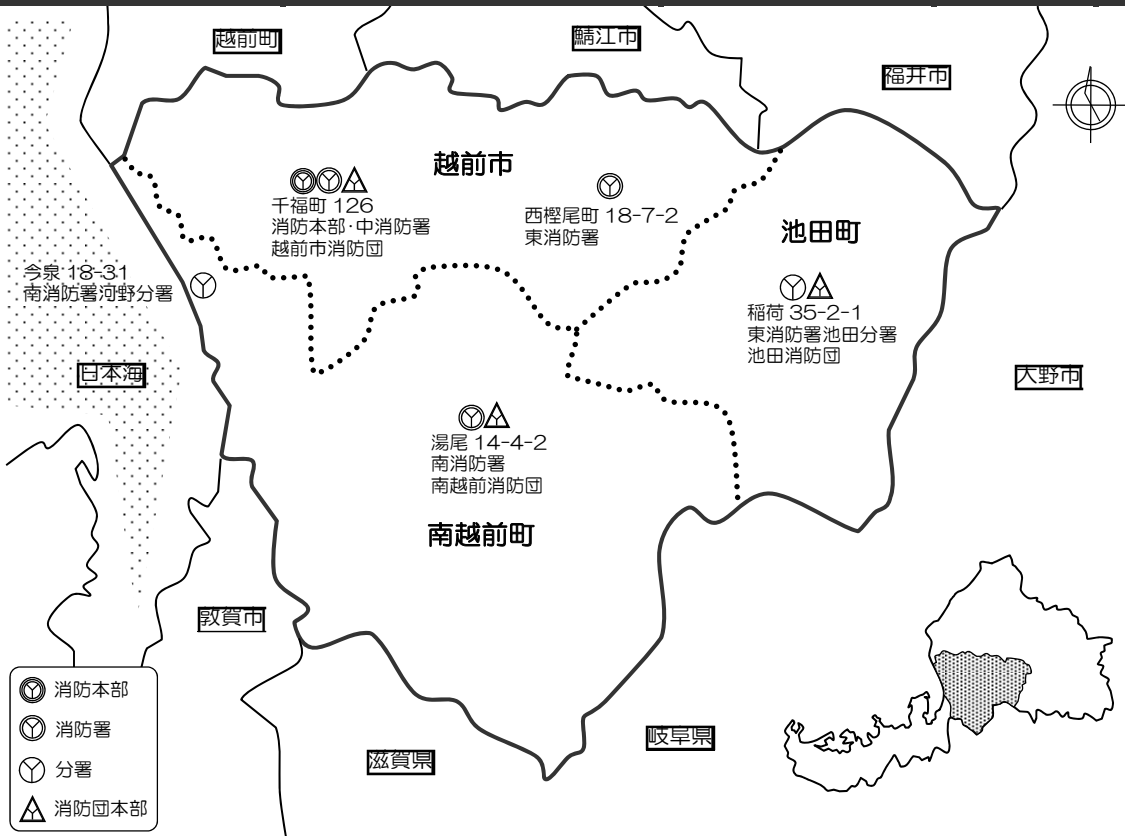 越前町
鯖江市
福井市
越前市
千福町 126
消防本部・中消防署
越前市消防団
西樫尾町 18-7-2
東消防署
池田町
稲荷 35-2-1
東消防署池田分署
池田消防団
今泉 18-31
南消防署河野分署
日本海
大野市
湯尾 14-4-2
南消防署
南越前消防団
南越前町
敦賀市
滋賀県
岐阜県
消防本部
消防署
分署
消防団本部